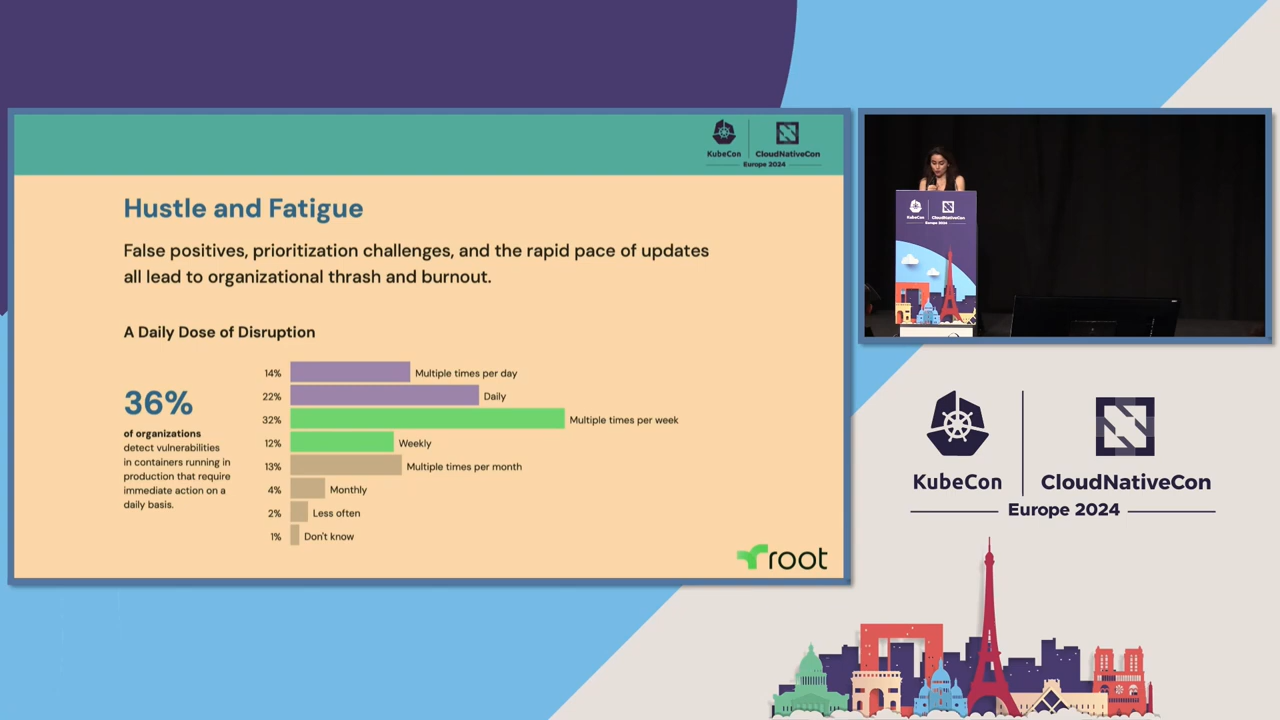 KubeCon
CloudNativeCon
Europe 2024
Hustle and Fatigue
False positives, prioritization challenges, and the rapid pace of updates
all lead to organizational thrash and burnout.
A Daily Dose of Disruption
36%
of organizations
detect vulnerabilities
in containers running in
production that require
immediate action on a
daily basis.
14% Multiple times per day
22% Daily
32% Multiple times per week
12% Weekly
13% Multiple times per month
4% Monthly
2% Less often
1% Don't know
root
KubeCon
CloudNativeCon
KubeCon
CloudNativeCon
Europe 2024